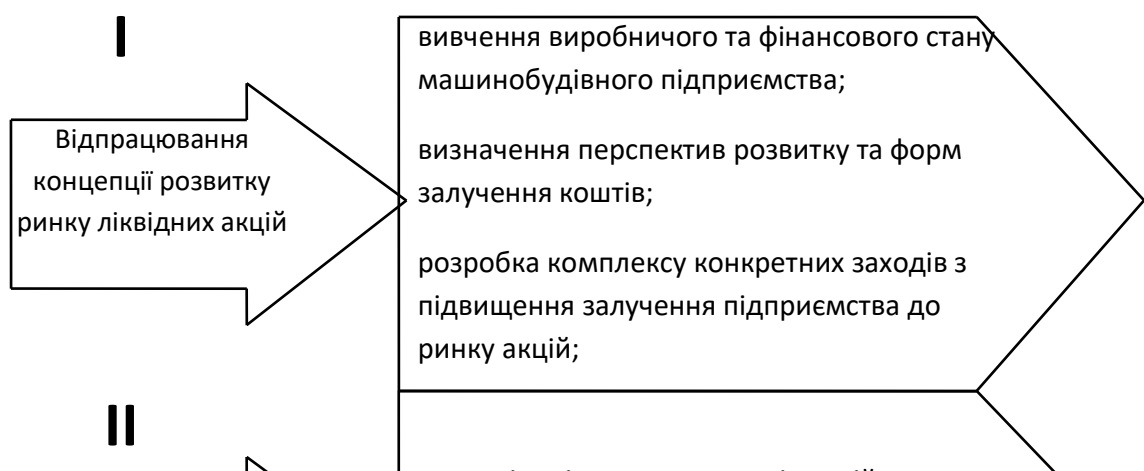 I
Відпрацювання
концепції розвитку
ринку ліквідних акцій
вивчення виробничого та фінансового стану
машинобудівного підприємства;
визначення перспектив розвитку та форм
залучення коштів;
розробка комплексу конкретних заходів з
підвищення залучення підприємства до
ринку акцій;
II